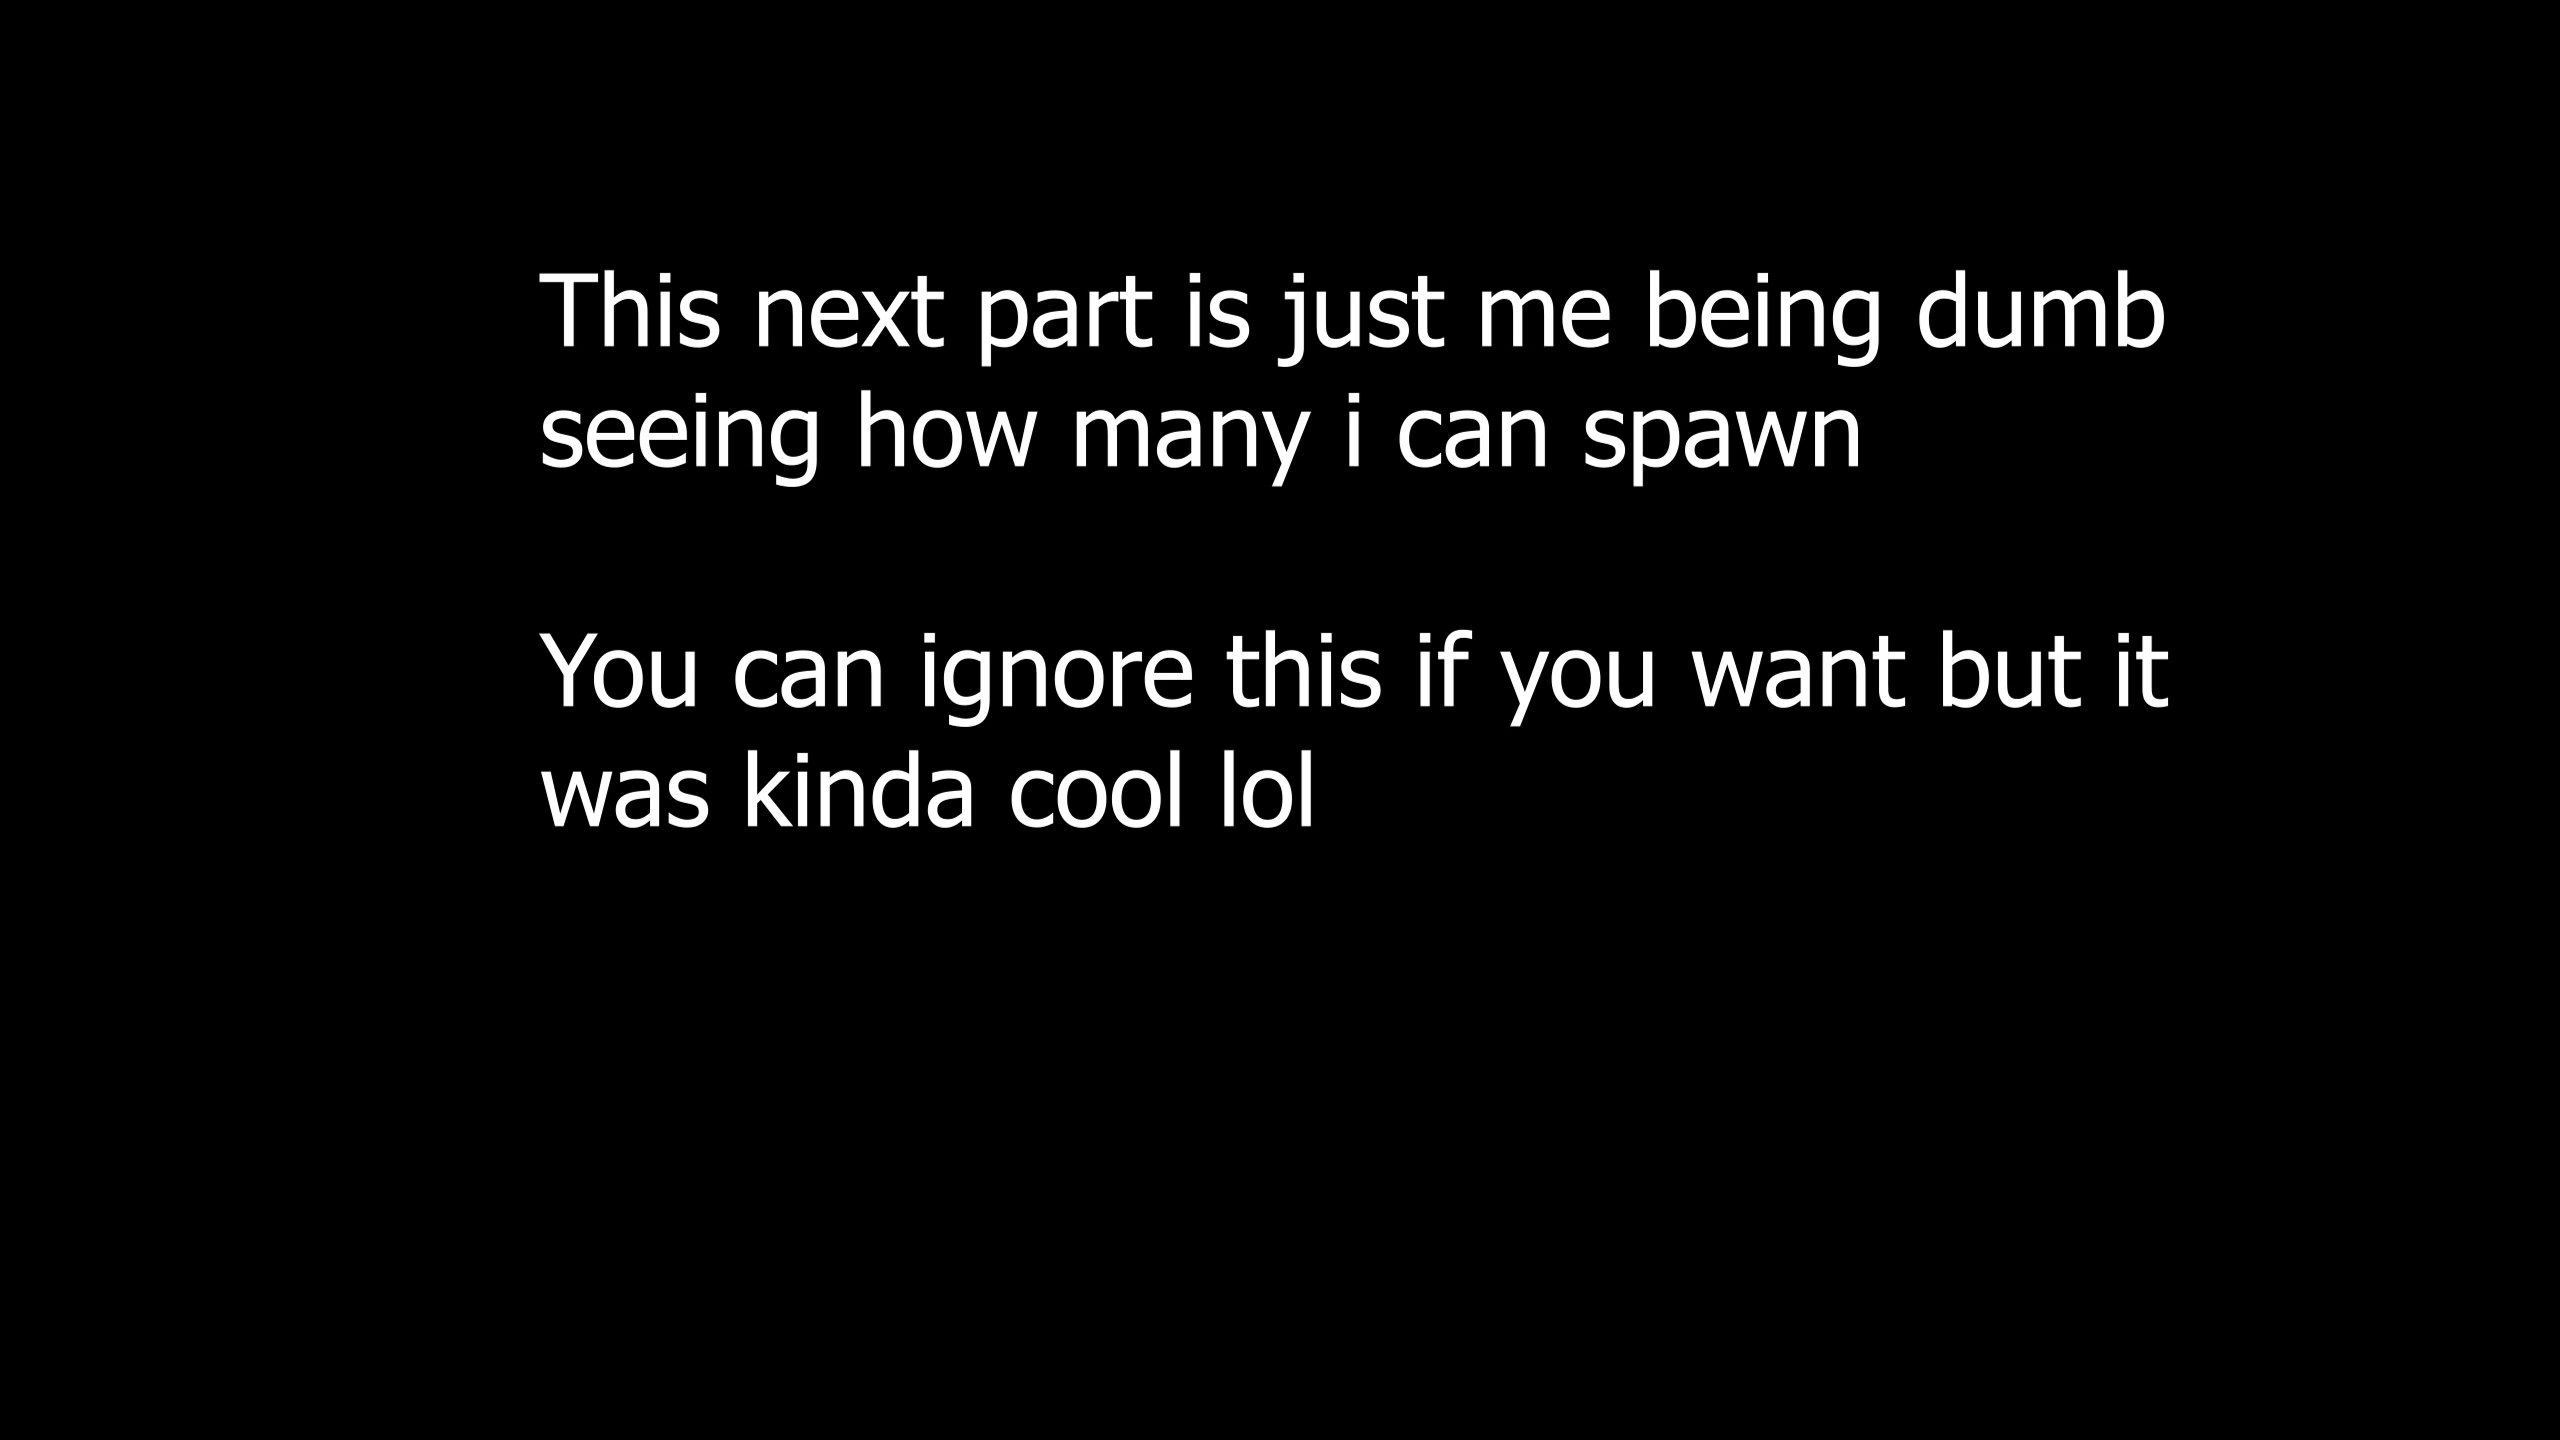 This next part is just me being dumb
seeing how many i can spawn
You can ignore this if you want but it
was kinda cool lol